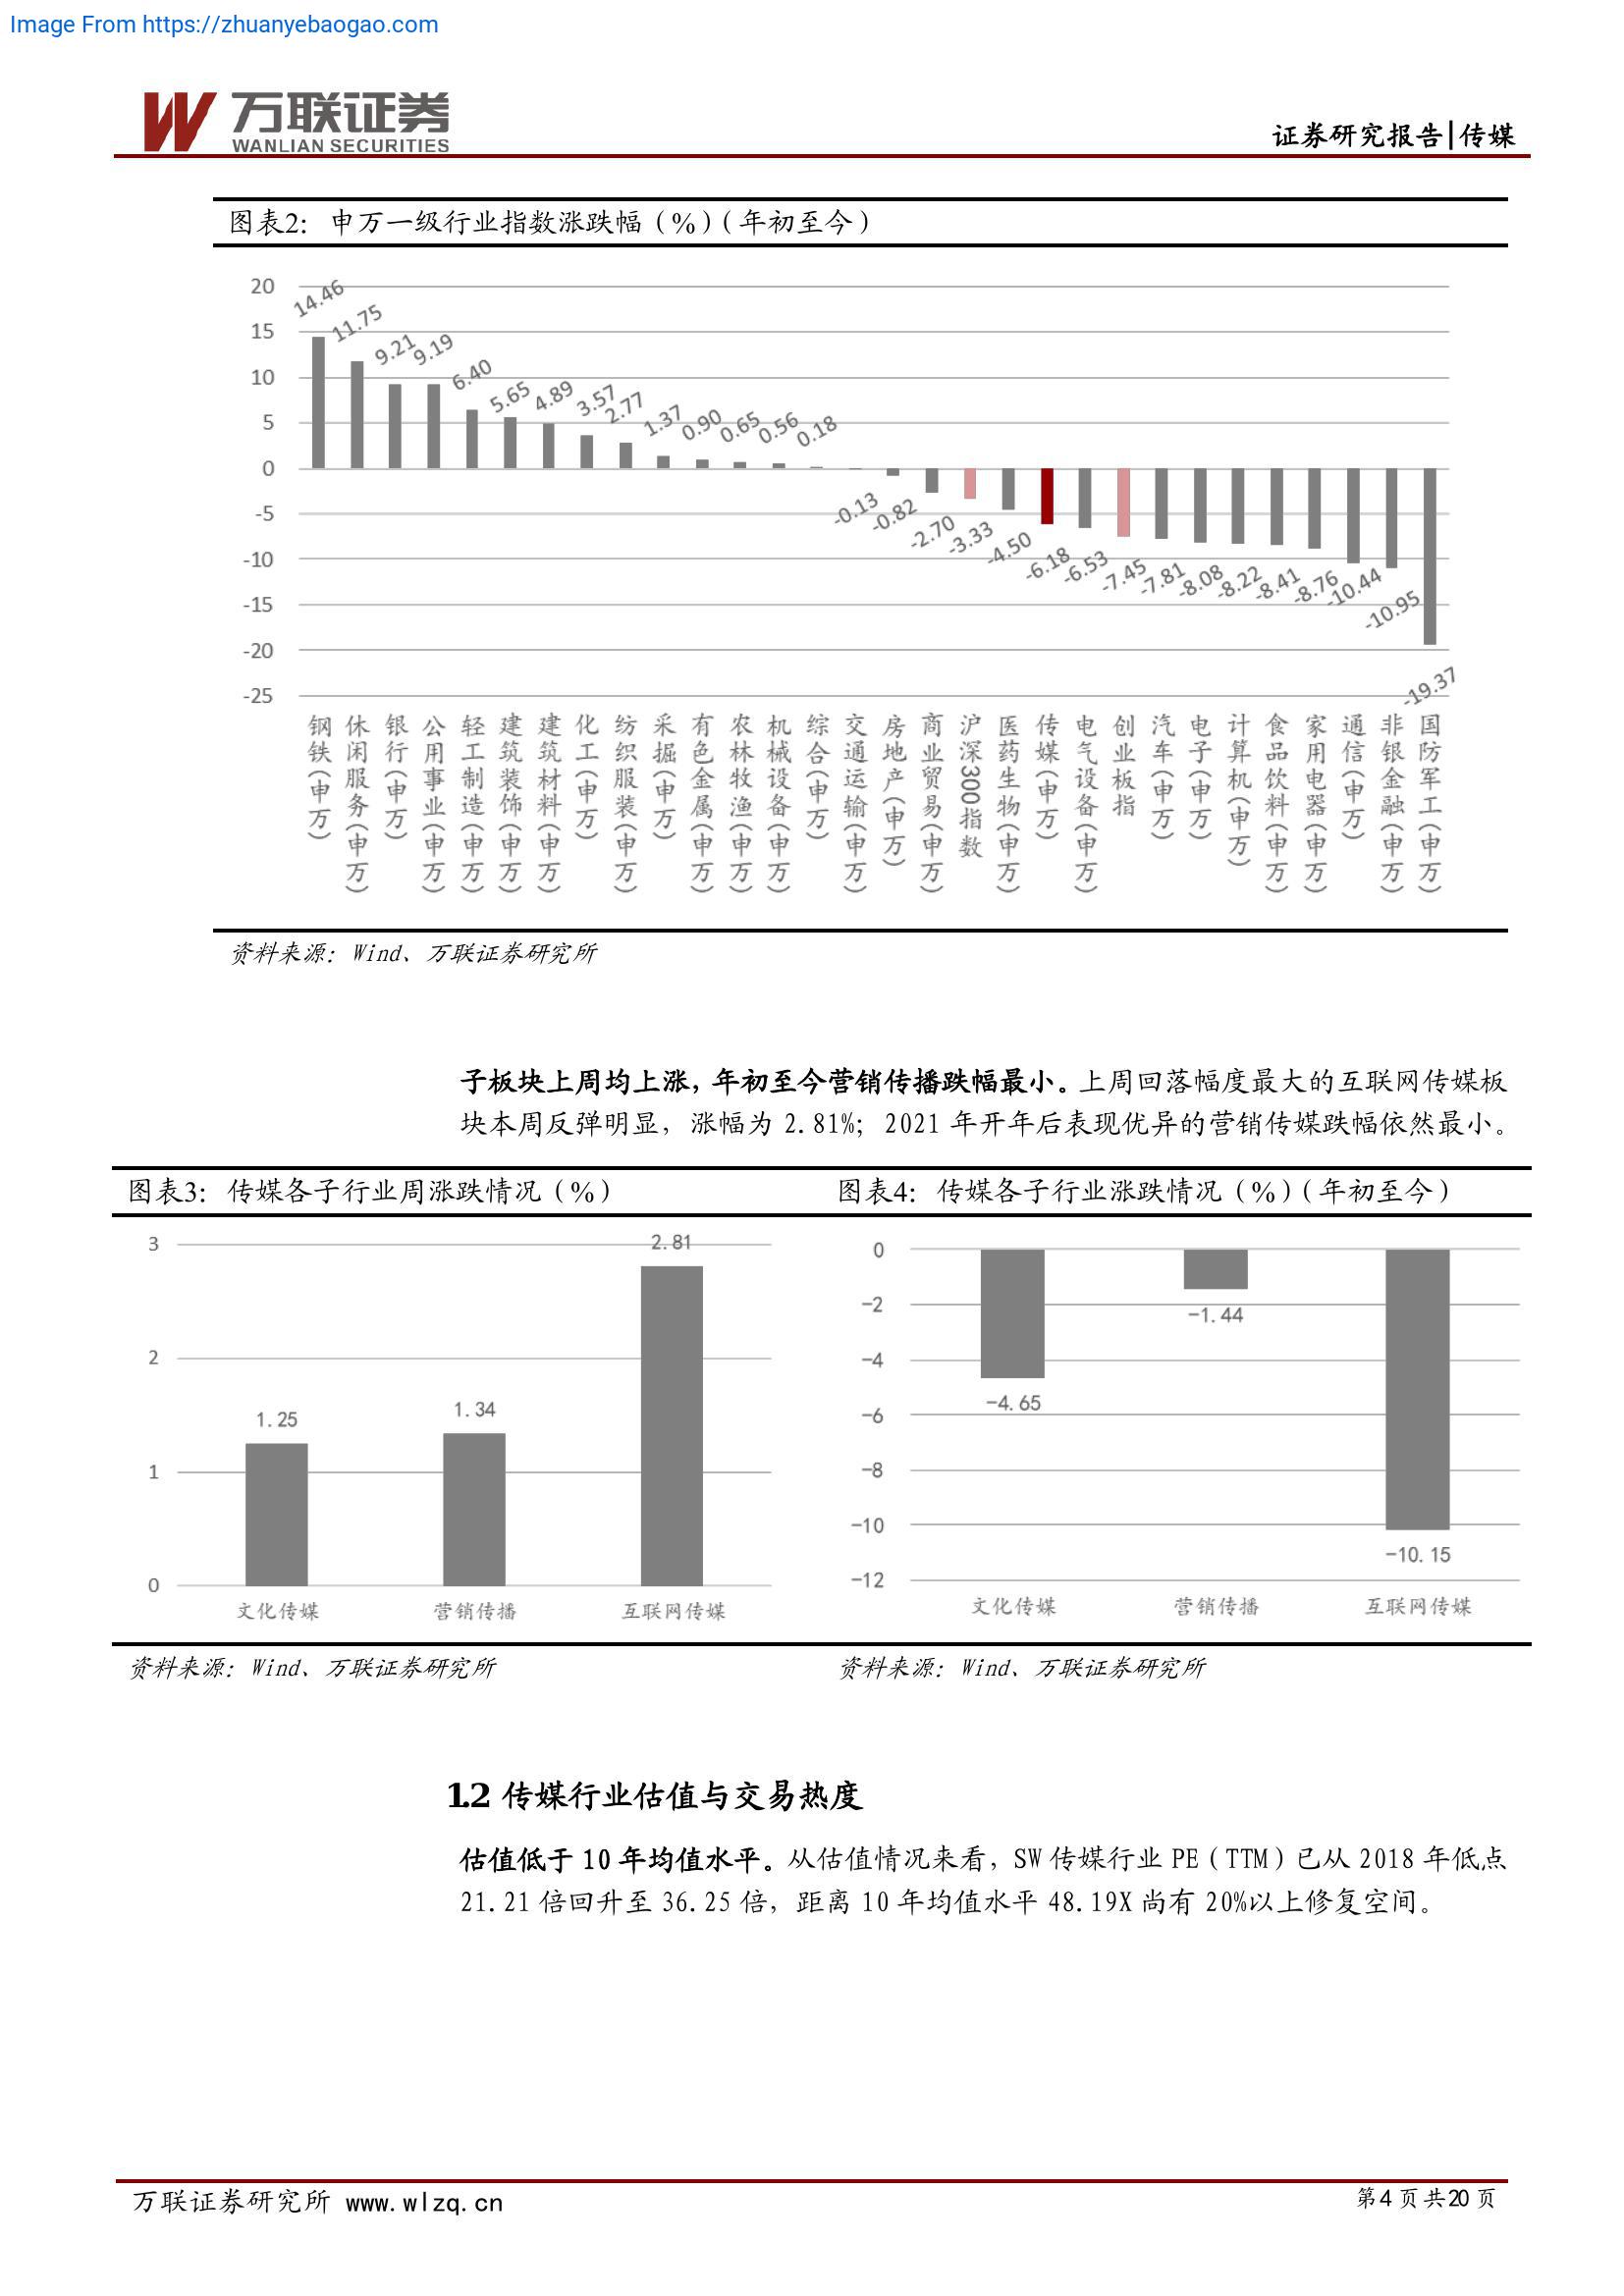 Image From https://zhuanyebaogao.com
万联证券
WANLIAN SECURITIES
证券研究报告|传媒
图表2：申万一级行业指数涨跌幅（%）（年初至今）
20
15
10
5
0
-5
-10
-15
-20
-25
14.46
11.75
9.21
9.19
6.40
5.65
4.89
3.57
2.77
1.37
0.90
0.65
0.56
0.18
-0.13
-0.82
-2.70
-3.33
-4.50
-6.18
-6.53
-7.45
-7.81
-8.08
-8.22
-8.41
-8.76
-10.44
-10.95
-19.37
钢铁(申万)
休闲服务(申万)
银行(申万)
公用事业(申万)
轻工制造(申万)
建筑装饰(申万)
建筑材料(申万)
化工(申万)
纺织服装(申万)
采掘(申万)
有色金属(申万)
农林牧渔(申万)
机械设备(申万)
综合(申万)
交通运输(申万)
房地产(申万)
商业贸易(申万)
沪深300指数
医药生物(申万)
传媒(申万)
电气设备(申万)
创业板指
汽车(申万)
电子(申万)
计算机(申万)
食品饮料(申万)
家用电器(申万)
通信(申万)
非银金融(申万)
国防军工(申万)
资料来源：Wind、万联证券研究所
子板块上周均上涨，年初至今营销传播跌幅最小。上周回落幅度最大的互联网传媒板
块本周反弹明显，涨幅为 2.81%；2021 年开年后表现优异的营销传媒跌幅依然最小。
图表3：传媒各子行业周涨跌情况（%）
3
2
1
0
1.25
1.34
2.81
文化传媒
营销传播
互联网传媒
资料来源：Wind、万联证券研究所
图表4：传媒各子行业涨跌情况（%）（年初至今）
0
-2
-4
-6
-8
-10
-12
-4.65
-1.44
-10.15
文化传媒
营销传播
互联网传媒
资料来源：Wind、万联证券研究所
1.2 传媒行业估值与交易热度
估值低于 10 年均值水平。从估值情况来看，SW 传媒行业 PE（TTM）已从 2018 年低点
21.21 倍回升至 36.25 倍，距离 10 年均值水平 48.19X 尚有 20%以上修复空间。
万联证券研究所 www.wlzq.cn
第4 页 共20 页